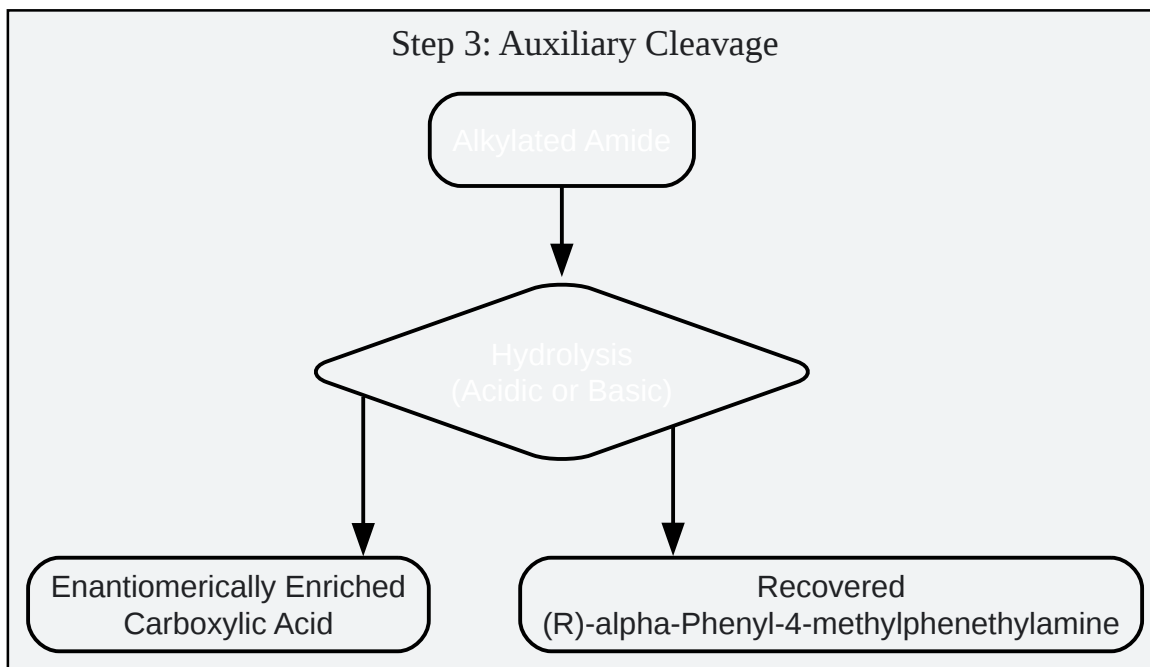 Step 3: Auxiliary Cleavage
Alkylated Amide
Hydrolysis
(Acidic or Basic)
Enantiomerically Enriched
Carboxylic Acid
Recovered
(R)-alpha-Phenyl-4-methylphenethylamine